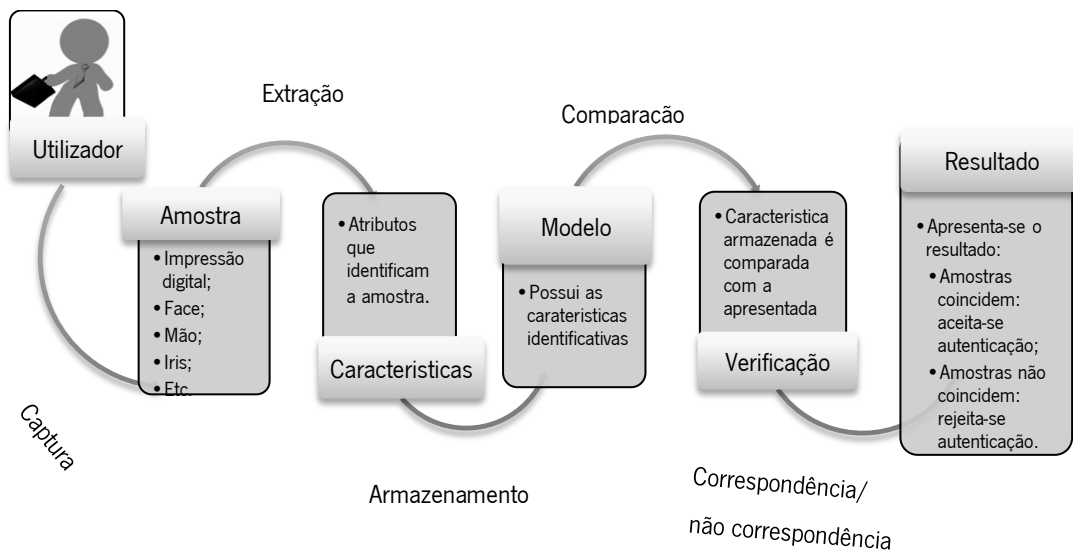 Utilizador
Captura
Amostra
• Impressão
digital;
• Face;
• Mão;
• Iris;
• Etc.
Extração
• Atributos
que
identificam
a amostra.
Caracteristicas
Armazenamento
Modelo
• Possui as
carateristicas
identificativas
Comparação
• Caracteristica
armazenada é
comparada
com a
apresentada
Verificação
Correspondência/
não correspondência
Resultado
• Apresenta-se o
resultado:
• Amostras
coincidem:
aceita-se
autenticação;
• Amostras não
coincidem:
rejeita-se
autenticação.